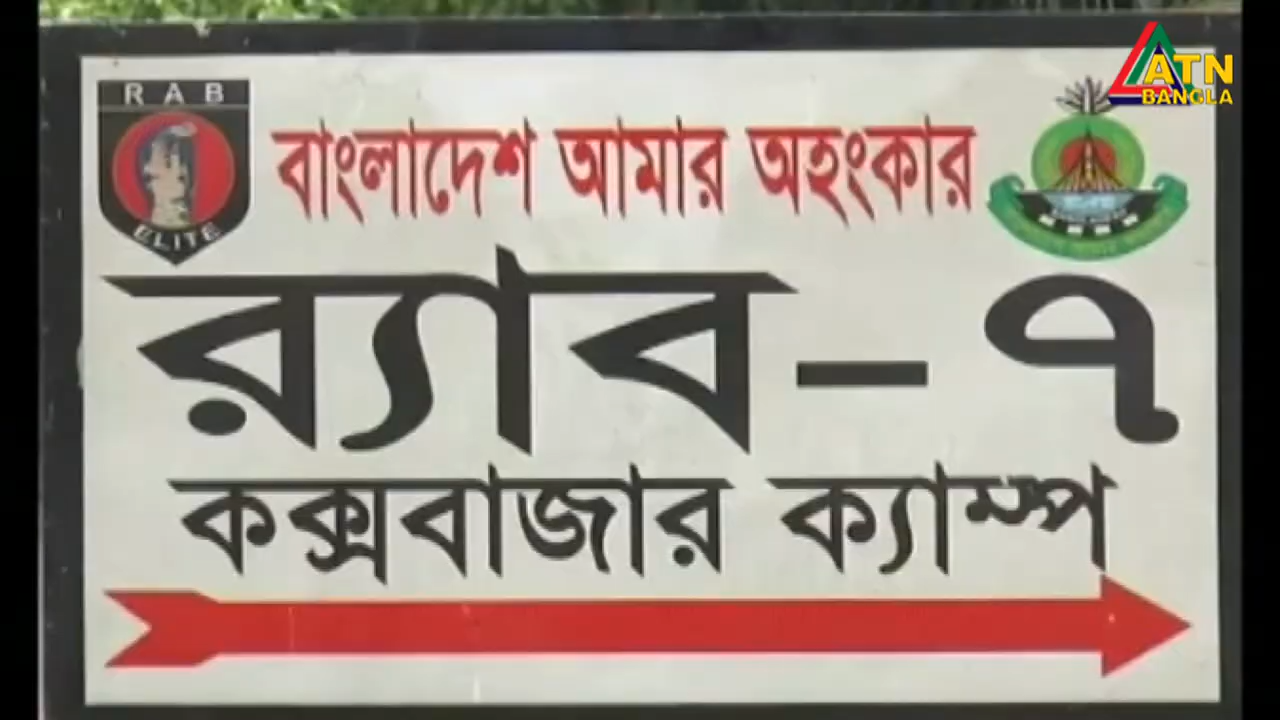 ATN
BANGLA
RAB
ELITE
বাংলাদেশ আমার অহংকার
র‍্যাব-৭
কক্সবাজার ক্যাম্প